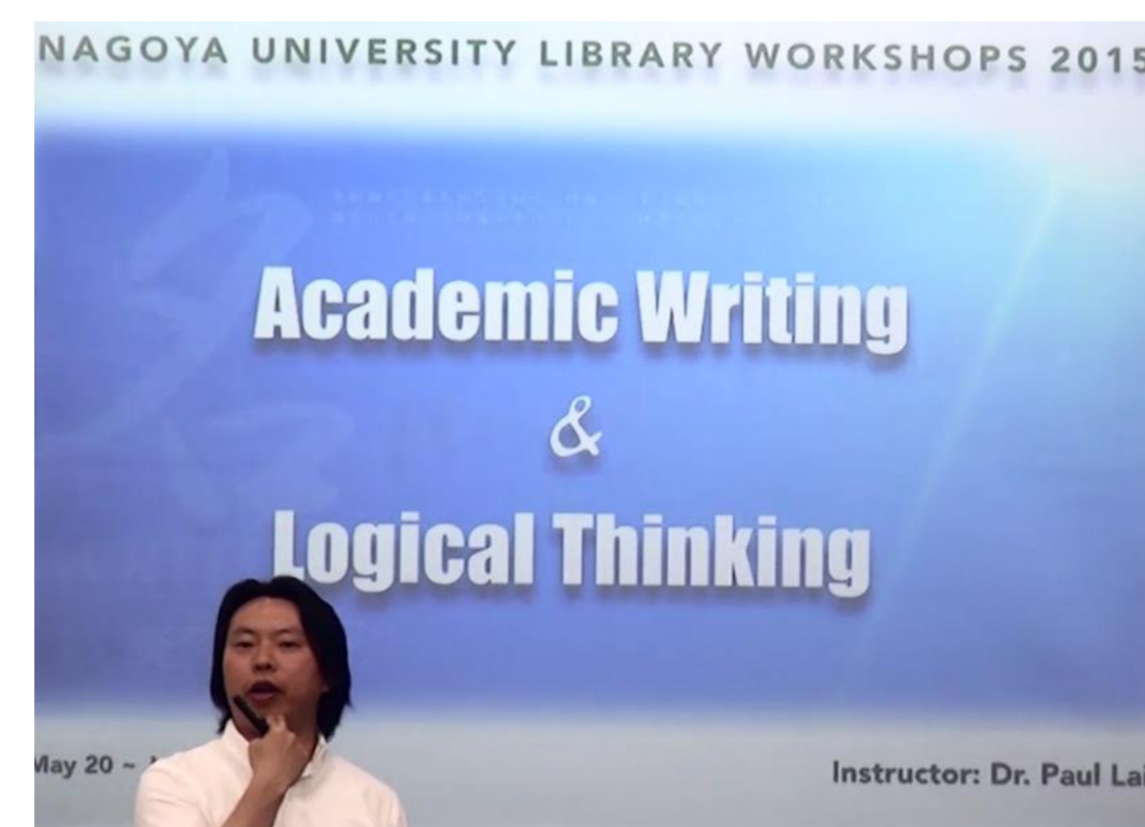 NAGOYA UNIVERSITY LIBRARY WORKSHOPS 2015
Academic Writing
&
Logical Thinking
May 20 ~
Instructor: Dr. Paul Lai